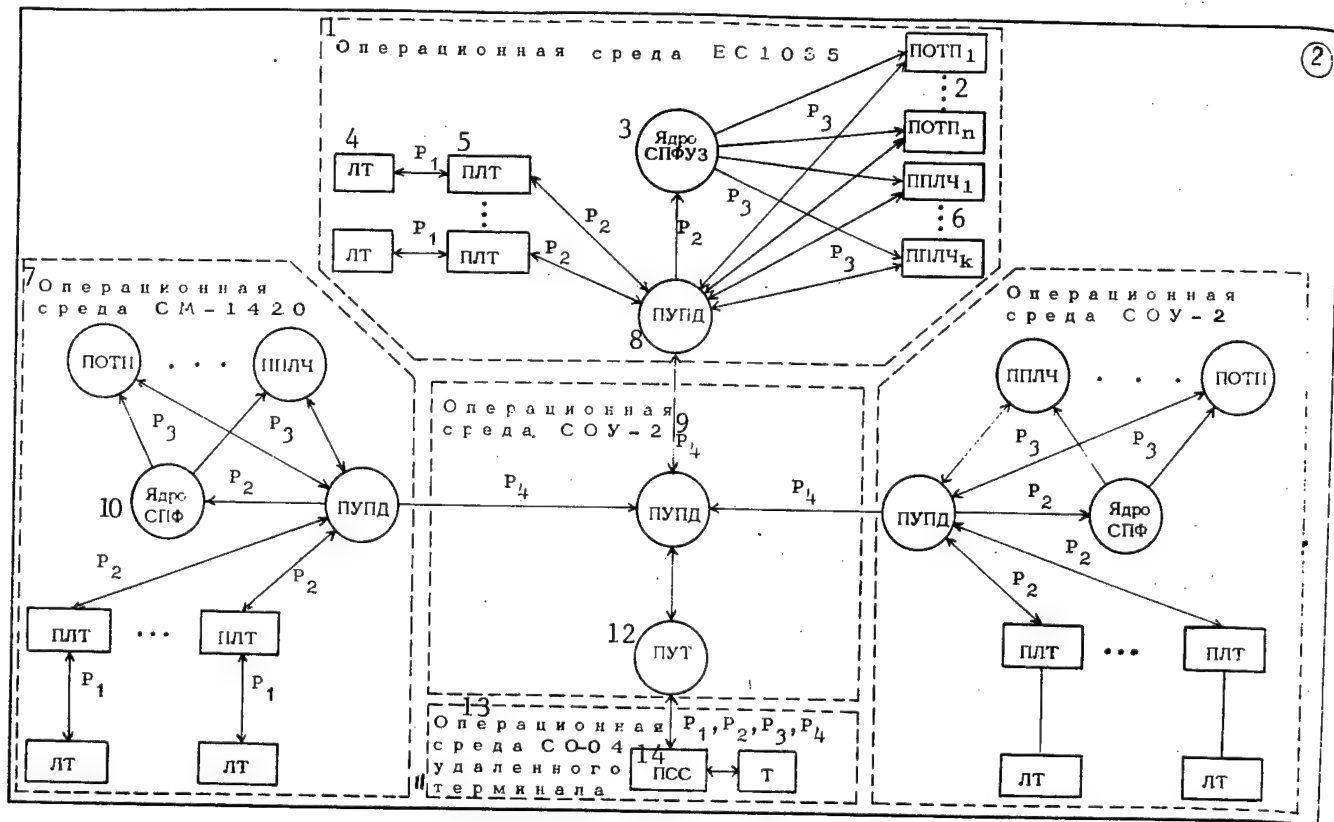 1
Операционная среда ЕС1035
2
ПОТП1
2
ПОТПn
ППЛЧ1
6
ППЛЧk
3
Ядро
СПФУЗ
P3
P3
P3
P2
4
ЛТ
P1
5
ПЛТ
P2
ЛТ
P1
ПЛТ
P2
ПУПД
8
7
Операционная
среда СМ-1420
ПОТП
ППЛЧ
P3
P3
10
Ядро
СПФ
P2
ПУПД
P4
P2
P2
ПЛТ
ПЛТ
P1
P1
ЛТ
ЛТ
Операционная
среда. СОУ-2
9
P4
ПУПД
12
ПУТ
13
Операционная
среда СО-04
удаленного
терминала
11
P1, P2, P3, P4
14
ПСС
Т
Операционная
среда СОУ-2
ППЛЧ
ПОТП
P3
P3
P4
ПУПД
P2
Ядро
СПФ
P2
P2
ПЛТ
ПЛТ
ЛТ
ЛТ